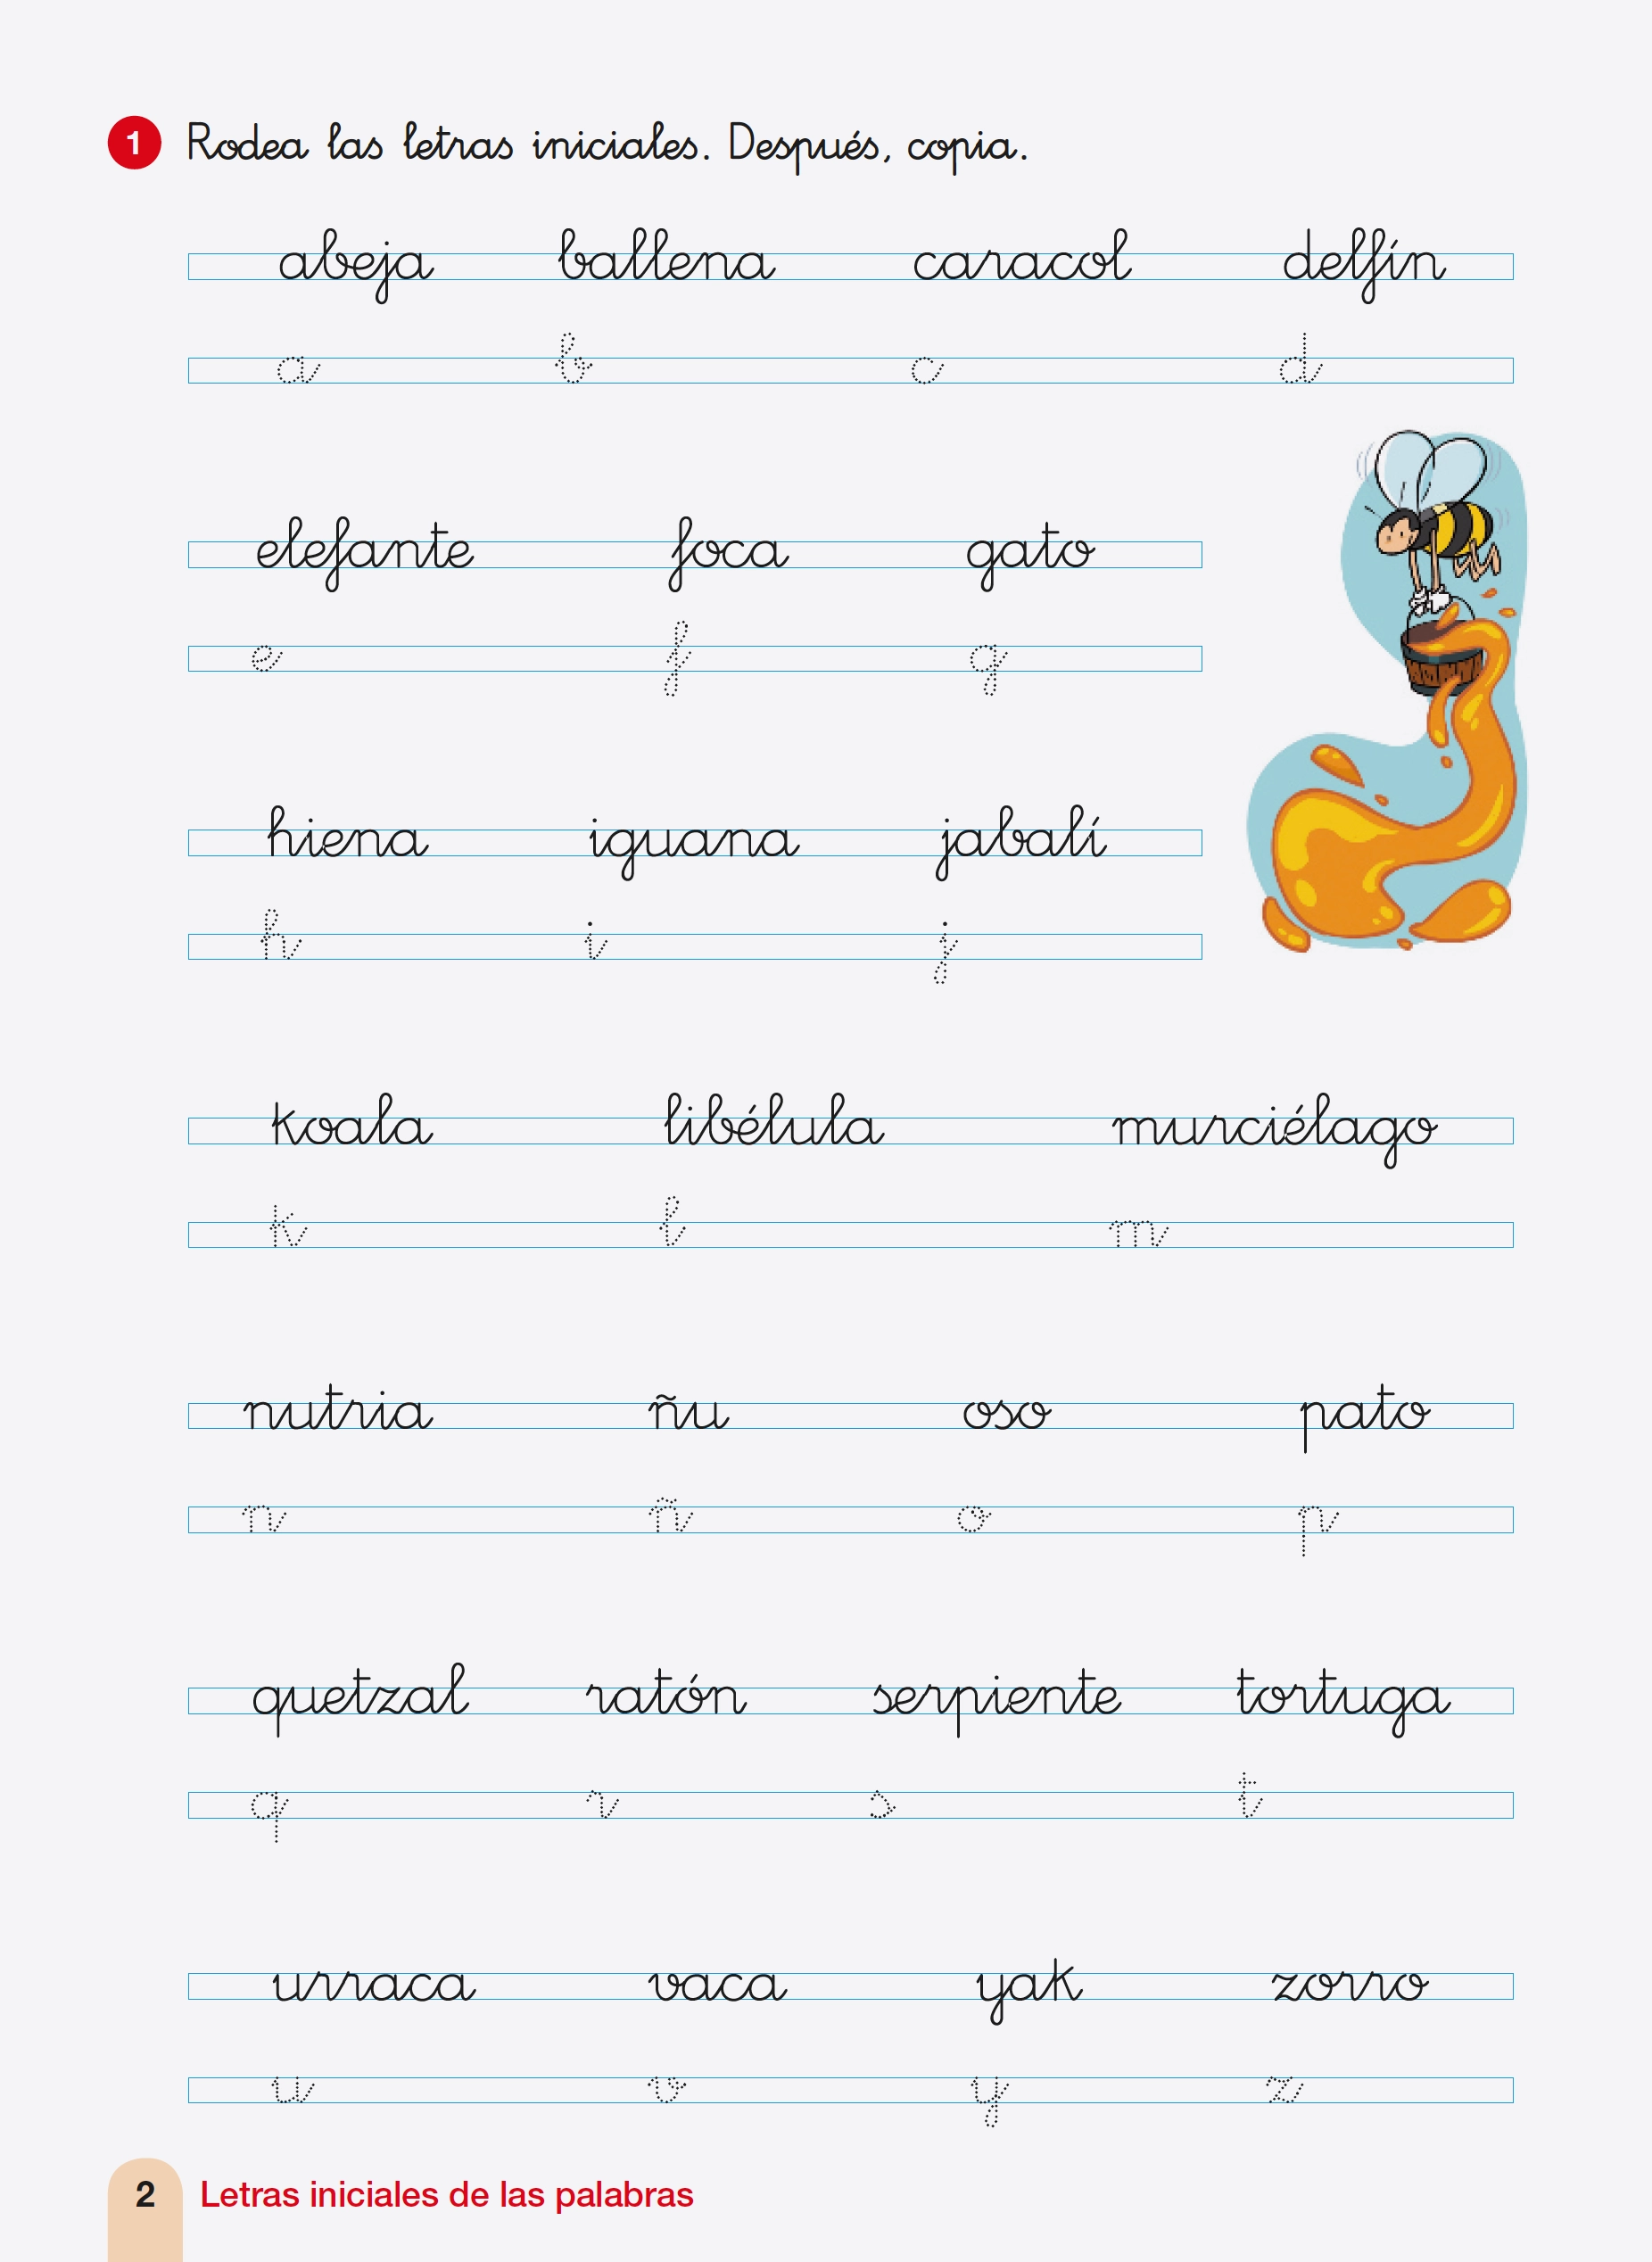 1 Rodea las letras iniciales. Después, copia.
abeja ballena caracol delfín
a b c d
elefante foca gato
e f g
hiena iguana jabalí
h i j
koala libélula murciélago
k l m
nutria ñu oso pato
n ñ o p
quetzal ratón serpiente tortuga
q r s t
urraca vaca yak zorro
u v y z
2 Letras iniciales de las palabras